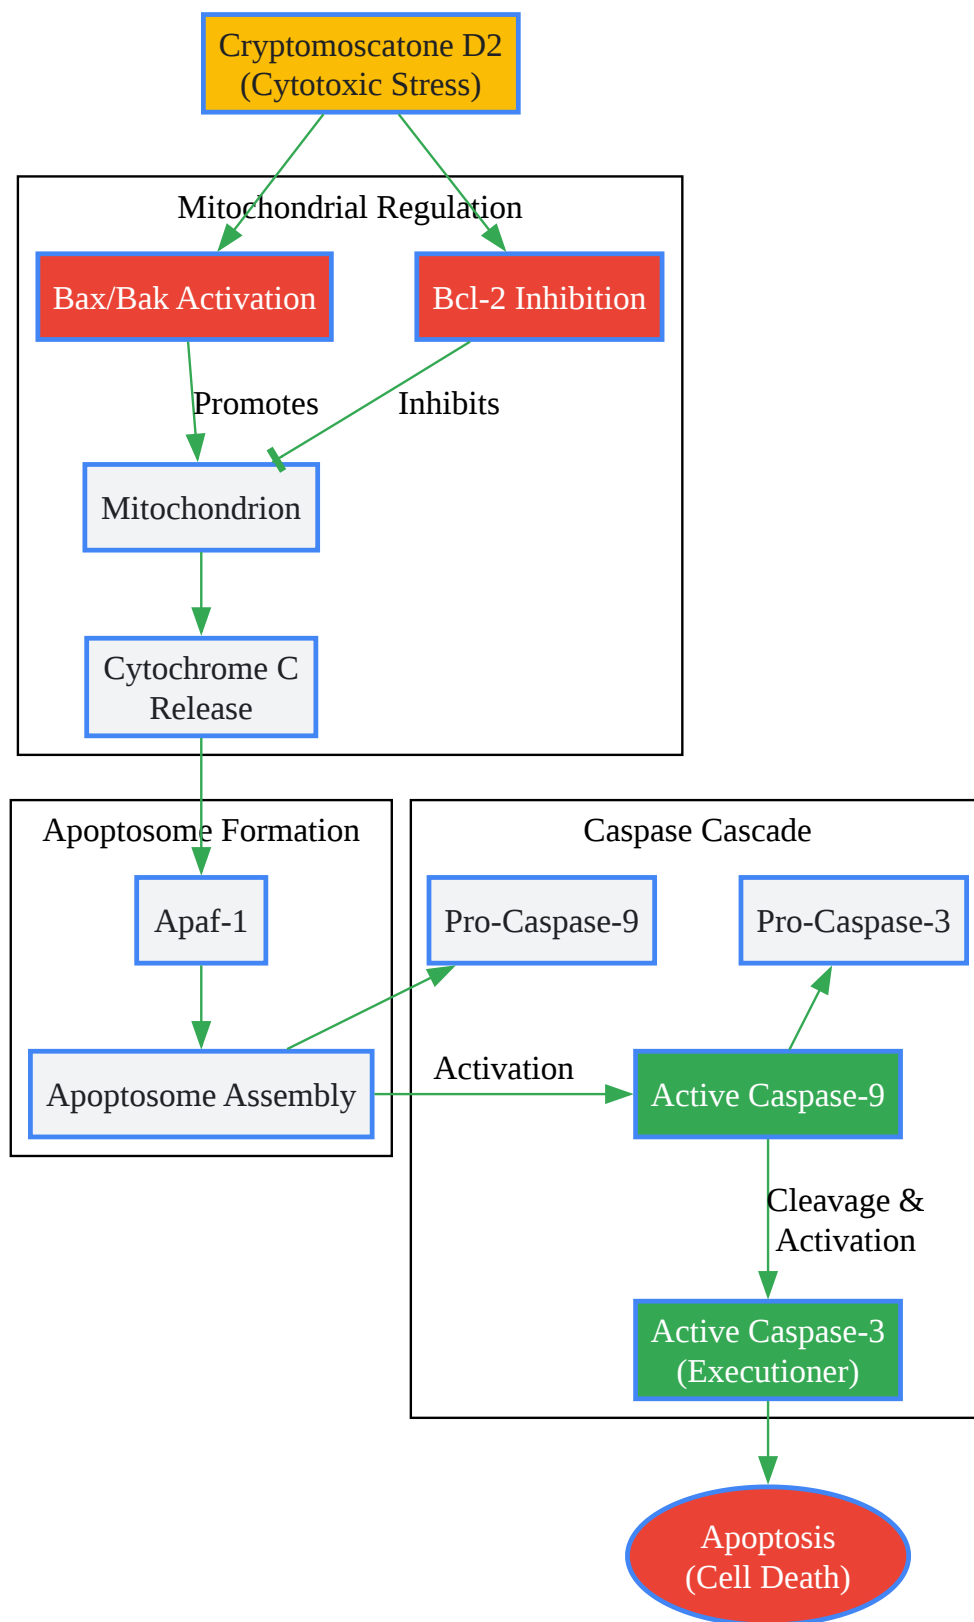 Cryptomoscatone D2
(Cytotoxic Stress)
Mitochondrial Regulation
Bax/Bak Activation
Bcl-2 Inhibition
Promotes
Inhibits
Mitochondrion
Cytochrome C
Release
Apoptosome Formation
Caspase Cascade
Apaf-1
Pro-Caspase-9
Pro-Caspase-3
Apoptosome Assembly
Activation
Active Caspase-9
Cleavage &
Activation
Active Caspase-3
(Executioner)
Apoptosis
(Cell Death)